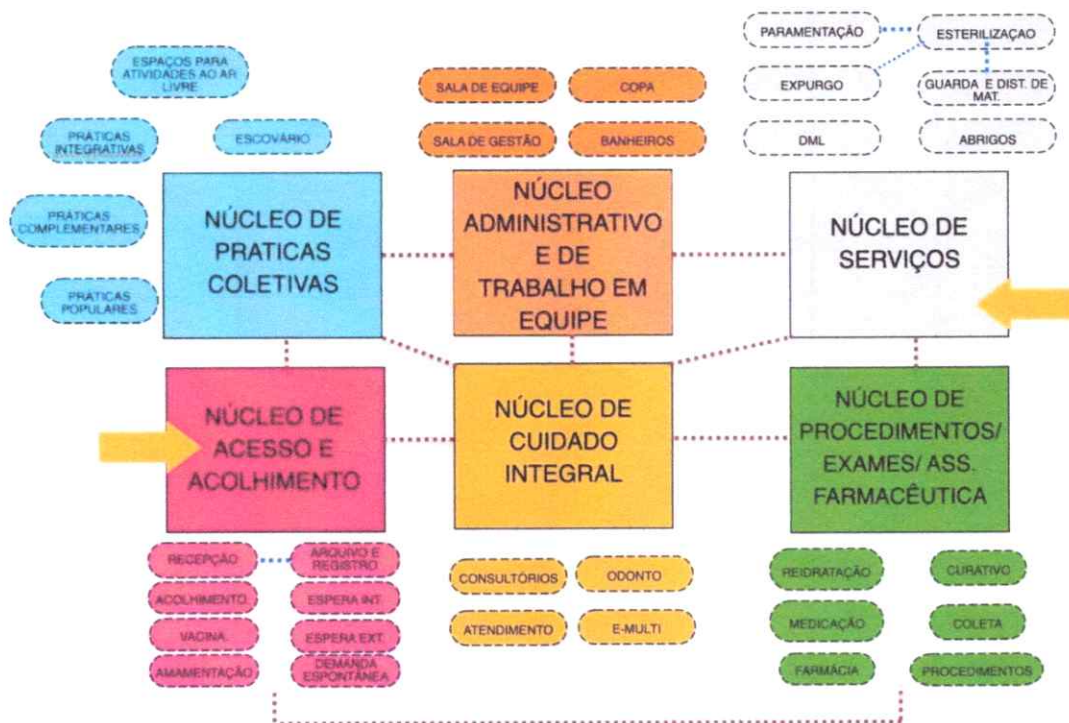 ESPAÇOS PARA
ATIVIDADES AO AR
LIVRE
PRÁTICAS
INTEGRATIVAS
ESCOVÁRIO
PRÁTICAS
COMPLEMENTARES
PRÁTICAS
POPULARES
SALA DE EQUIPE
COPA
SALA DE GESTÃO
BANHEIROS
PARAMENTAÇÃO
ESTERILIZAÇAO
EXPURGO
GUARDA E DIST. DE
MAT.
DML
ABRIGOS
NÚCLEO DE
PRATICAS
COLETIVAS
NÚCLEO
ADMINISTRATIVO
E DE
TRABALHO EM
EQUIPE
NÚCLEO DE
SERVIÇOS
NÚCLEO DE
ACESSO E
ACOLHIMENTO
NÚCLEO DE
CUIDADO
INTEGRAL
NÚCLEO DE
PROCEDIMENTOS/
EXAMES/ ASS.
FARMACÊUTICA
RECEPÇÃO
ARQUIVO E
REGISTRO
ACOLHIMENTO.
ESPERA INT.
VACINA.
ESPERA EXT.
AMAMENTAÇÃO
DEMANDA
ESPONTÂNEA
CONSULTÓRIOS
ODONTO
ATENDIMENTO
E-MULTI
REIDRATAÇÃO
CURATIVO
MEDICAÇÃO
COLETA
FARMÁCIA
PROCEDIMENTOS